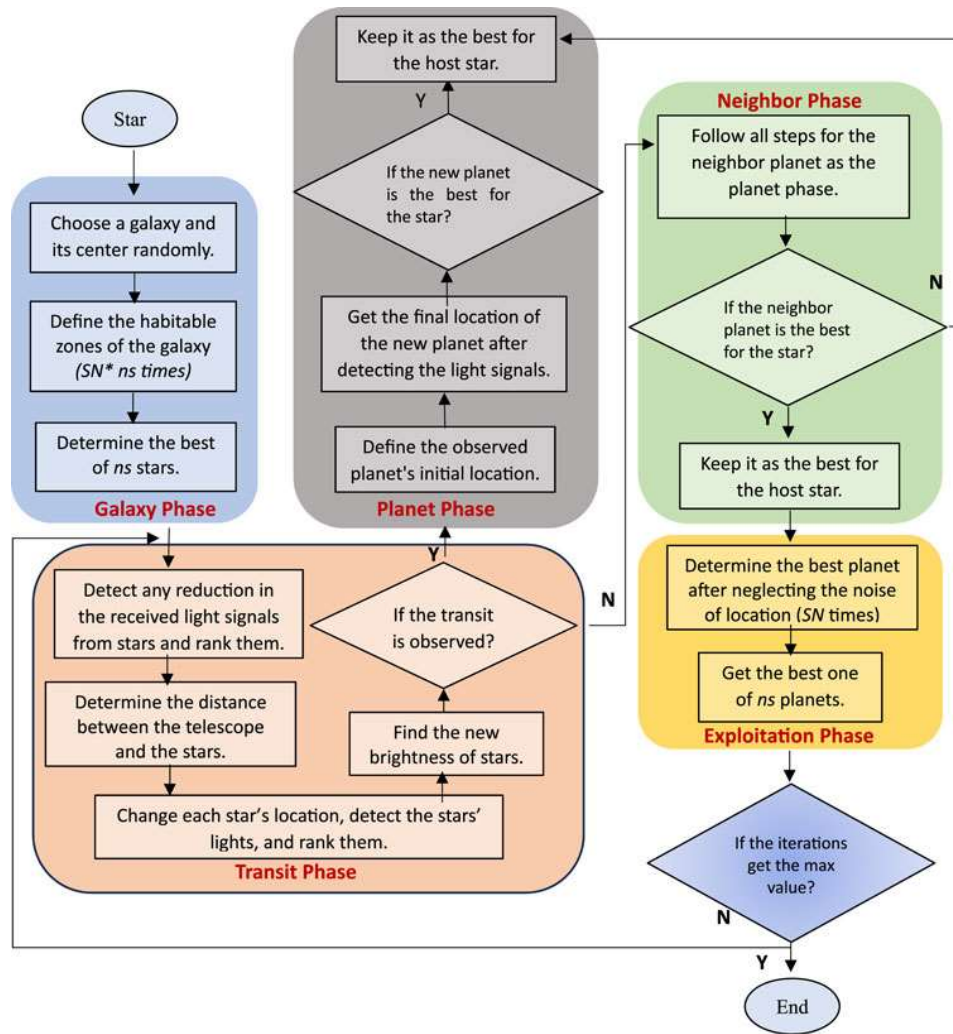 Star
Choose a galaxy and
its center randomly.
Define the habitable
zones of the galaxy
(SN* ns times)
Determine the best
of ns stars.
Galaxy Phase
Detect any reduction in
the received light signals
from stars and rank them.
Determine the distance
between the telescope
and the stars.
Change each star's location, detect the stars'
lights, and rank them.
Transit Phase
Find the new
brightness of stars.
If the transit
is observed?
Y
N
Define the observed
planet's initial location.
Planet Phase
Get the final location of
the new planet after
detecting the light signals.
If the new planet
is the best for
the star?
Y
Keep it as the best for
the host star.
Neighbor Phase
Follow all steps for the
neighbor planet as the
planet phase.
If the neighbor
planet is the best
for the star?
N
Y
Keep it as the best for
the host star.
Determine the best planet
after neglecting the noise
of location (SN times)
Get the best one
of ns planets.
Exploitation Phase
If the iterations
get the max
value?
N
Y
End